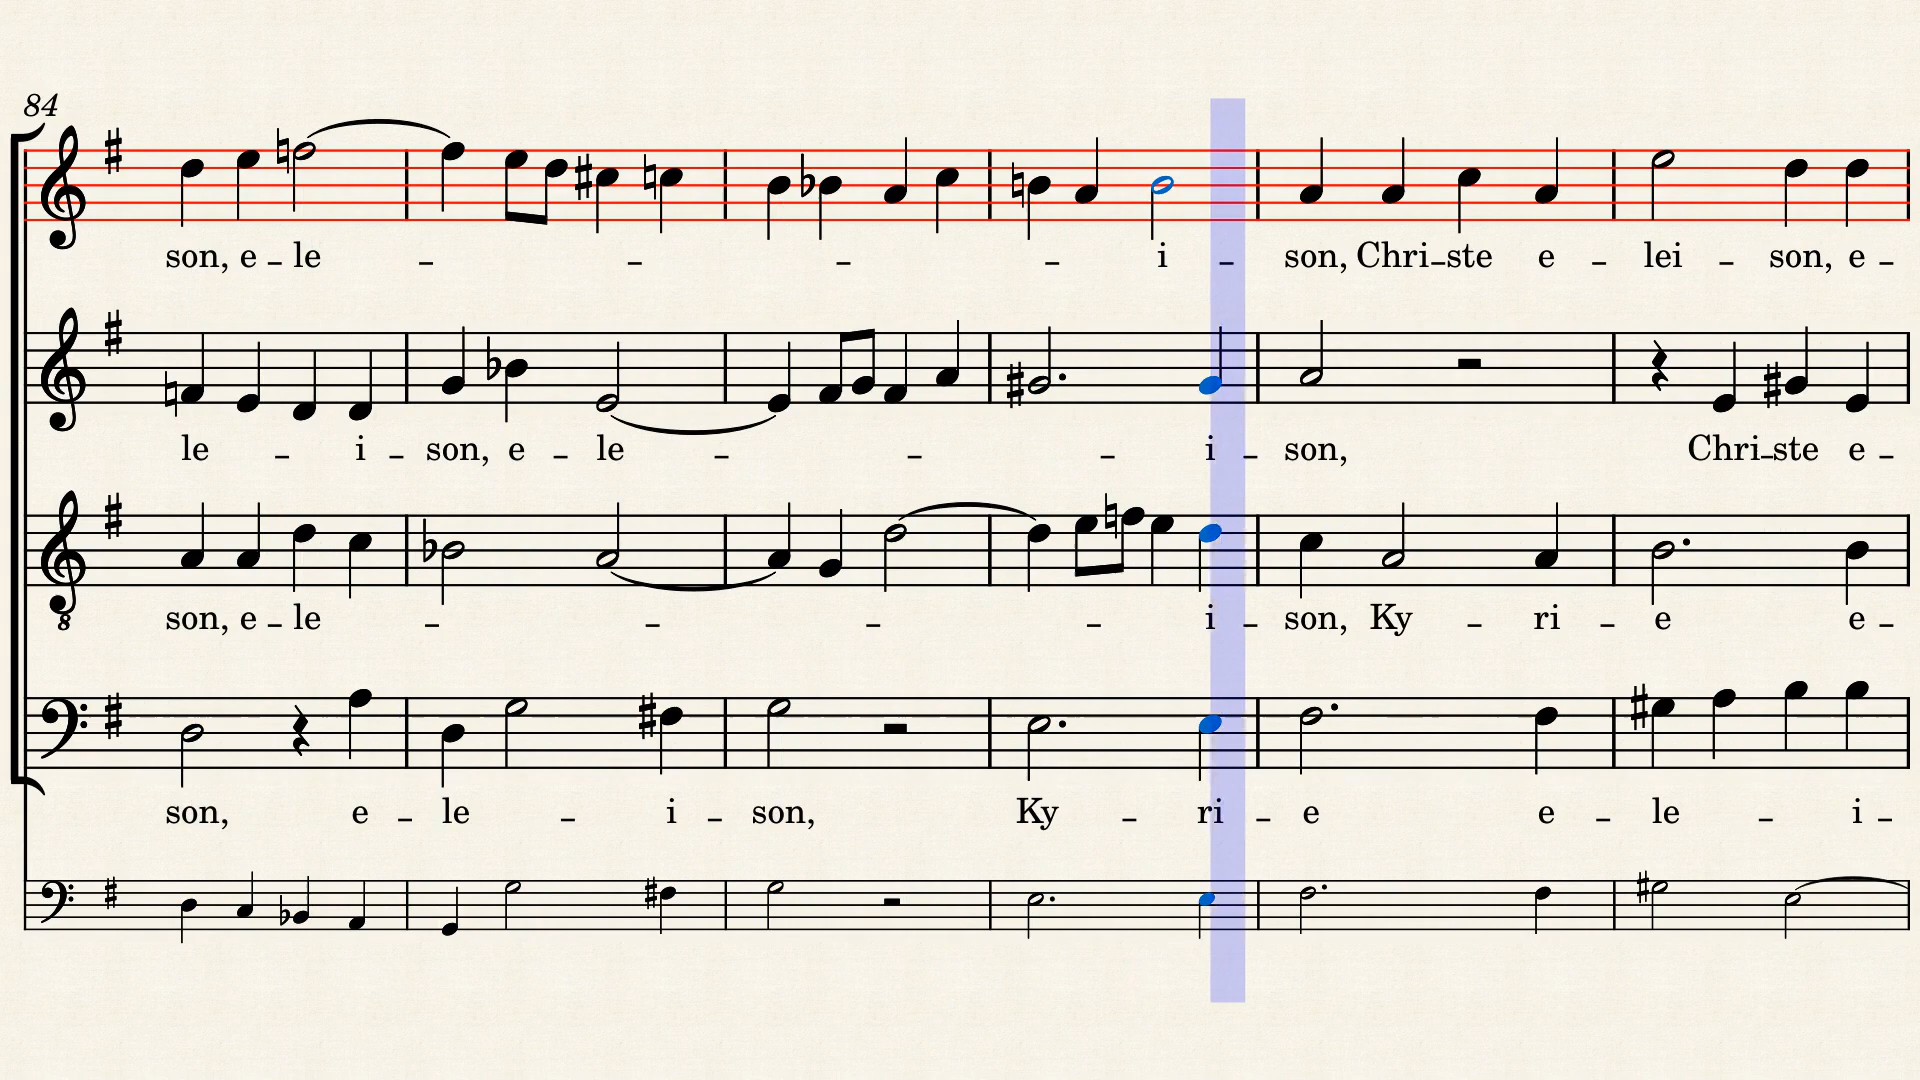 84
son, e - le - - - - i - son, Chri-ste e - lei - son, e -
le - i - son, e - le - - - i - son, Chri-ste e -
8
son, e - le - - - - i - son, Ky - ri - e e -
son, e - le - i - son, Ky - ri - e e - le - i -